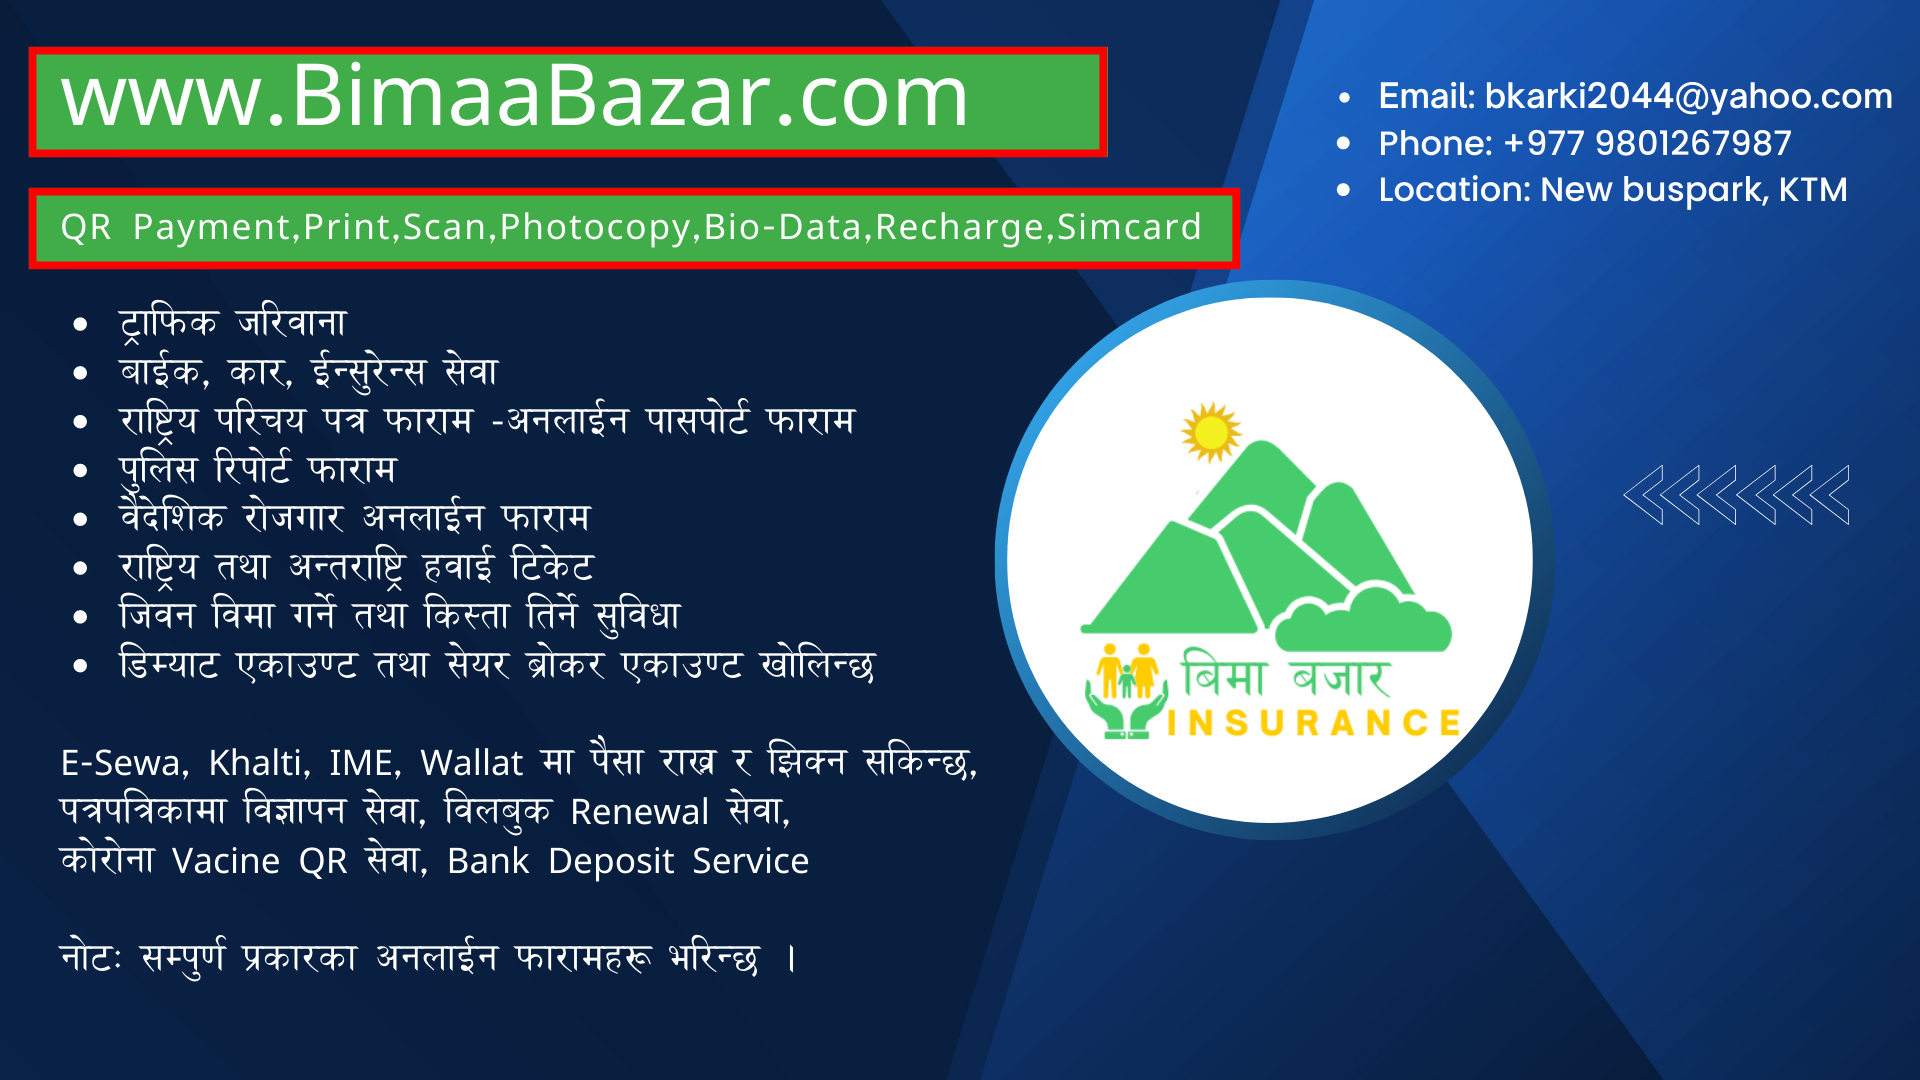 www.BimaaBazar.com
QR Payment,Print,Scan,Photocopy,Bio-Data,Recharge,Simcard
Email: bkarki2044@yahoo.com
Phone: +977 9801267987
Location: New buspark, KTM
ट्राफिक जरिवाना
बाईक, कार, ईन्सुरेन्स सेवा
राष्ट्रिय परिचय पत्र फाराम -अनलाईन पासपोर्ट फाराम
पुलिस रिपोर्ट फाराम
वैदेशिक रोजगार अनलाईन फाराम
राष्ट्रिय तथा अन्तराष्ट्रि हवाई टिकेट
जिवन विमा गर्ने तथा किस्ता तिर्ने सुविधा
डिम्याट एकाउण्ट तथा सेयर ब्रोकर एकाउण्ट खोलिन्छ
E-Sewa, Khalti, IME, Wallat मा पैसा राख्न र झिक्न सकिन्छ,
पत्रपत्रिकामा विज्ञापन सेवा, विलबुक Renewal सेवा,
कोरोना Vacine QR सेवा, Bank Deposit Service
नोटः सम्पुर्ण प्रकारका अनलाईन फारामहरू भरिन्छ ।
बिमा बजार
INSURANCE